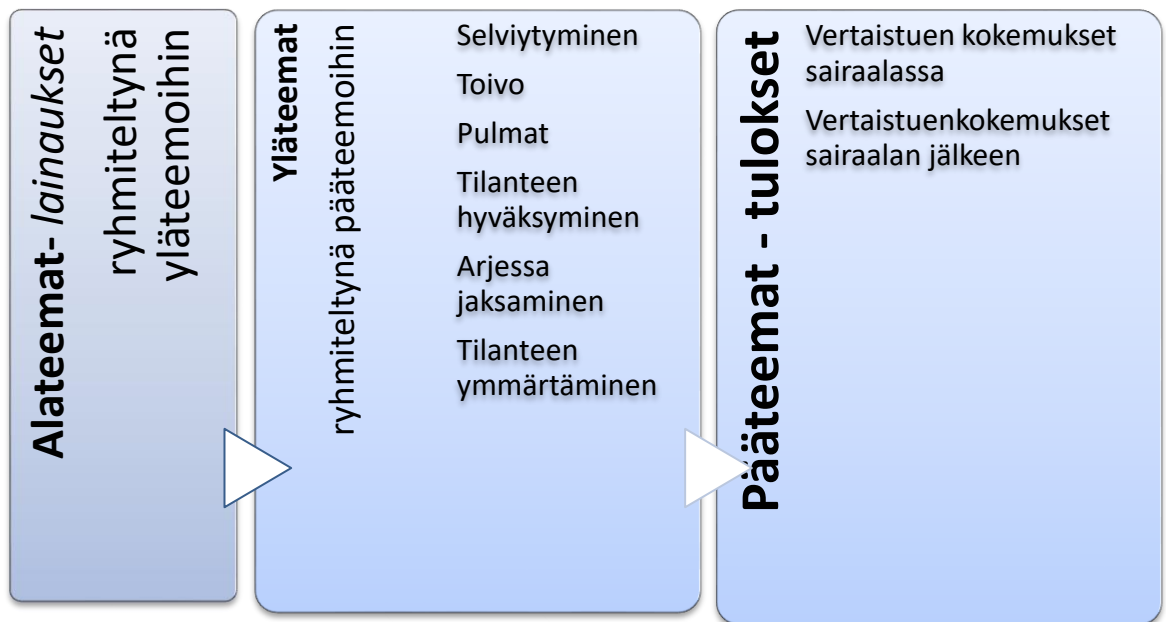 Alateemat- lainaukset
ryhmiteltynä
yläteemoihin
Yläteemat
ryhmiteltynä pääteemoihin
Selviytyminen
Toivo
Pulmat
Tilanteen
hyväksyminen
Arjessa
jaksaminen
Tilanteen
ymmärtäminen
Pääteemat - tulokset
Vertaistuen kokemukset
sairaalassa
Vertaistuenkokemukset
sairaalan jälkeen